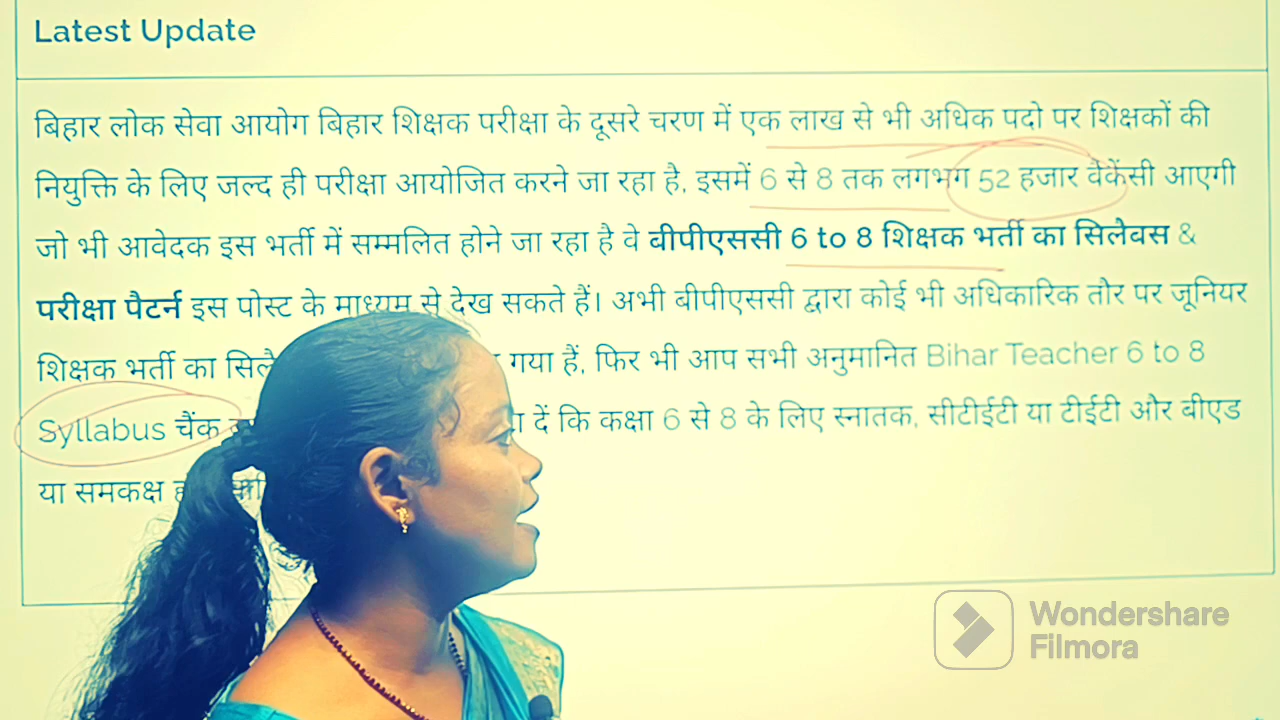 Latest Update
बिहार लोक सेवा आयोग बिहार शिक्षक परीक्षा के दूसरे चरण में एक लाख से भी अधिक पदो पर शिक्षकों की
नियुक्ति के लिए जल्द ही परीक्षा आयोजित करने जा रहा है, इसमें 6 से 8 तक लगभग 52 हजार वैकेंसी आएगी
जो भी आवेदक इस भर्ती में सम्मलित होने जा रहा है वे बीपीएससी 6 to 8 शिक्षक भर्ती का सिलेबस &
परीक्षा पैटर्न इस पोस्ट के माध्यम से देख सकते हैं। अभी बीपीएससी द्वारा कोई भी अधिकारिक तौर पर जूनियर
शिक्षक भर्ती का गया हैं, फिर भी आप सभी अनुमानित Bihar Teacher 6 to 8
Syllabus चैंक दें कि कक्षा 6 से 8 के लिए स्नातक, सीटीईटी या टीईटी और बीएड
या समकक्ष
Wondershare
Filmora